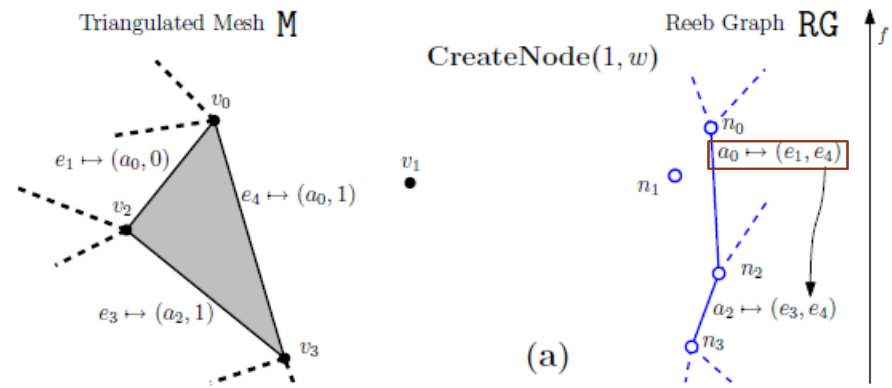 Triangulated Mesh M
Reeb Graph RG
f
CreateNode(1, w)
v₀
n₀
e₁ ↦ (a₀, 0)
a₀ ↦ (e₁, e₄)
v₁
n₁
e₄ ↦ (a₀, 1)
v₂
n₂
e₃ ↦ (a₂, 1)
a₂ ↦ (e₃, e₄)
v₃
n₃
(a)